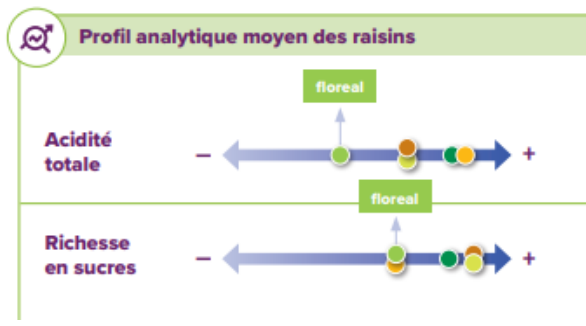 Profil analytique moyen des raisins
floreal
Acidité
totale
– +
floreal
Richesse
en sucres
– +